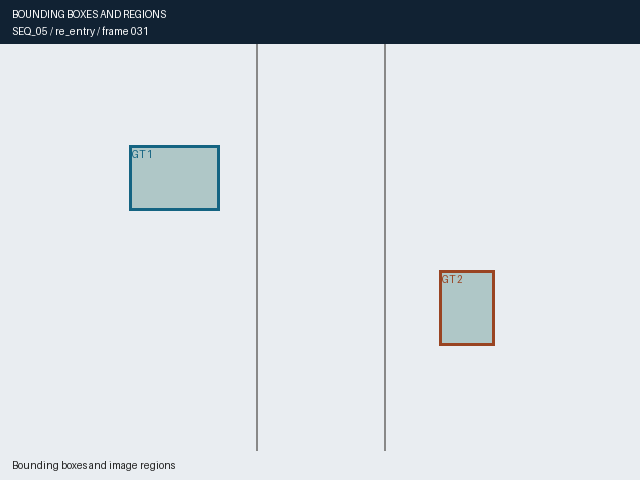 BOUNDING BOXES AND REGIONS
SEQ_05 / re_entry / frame 031
GT1
GT2
Bounding boxes and image regions